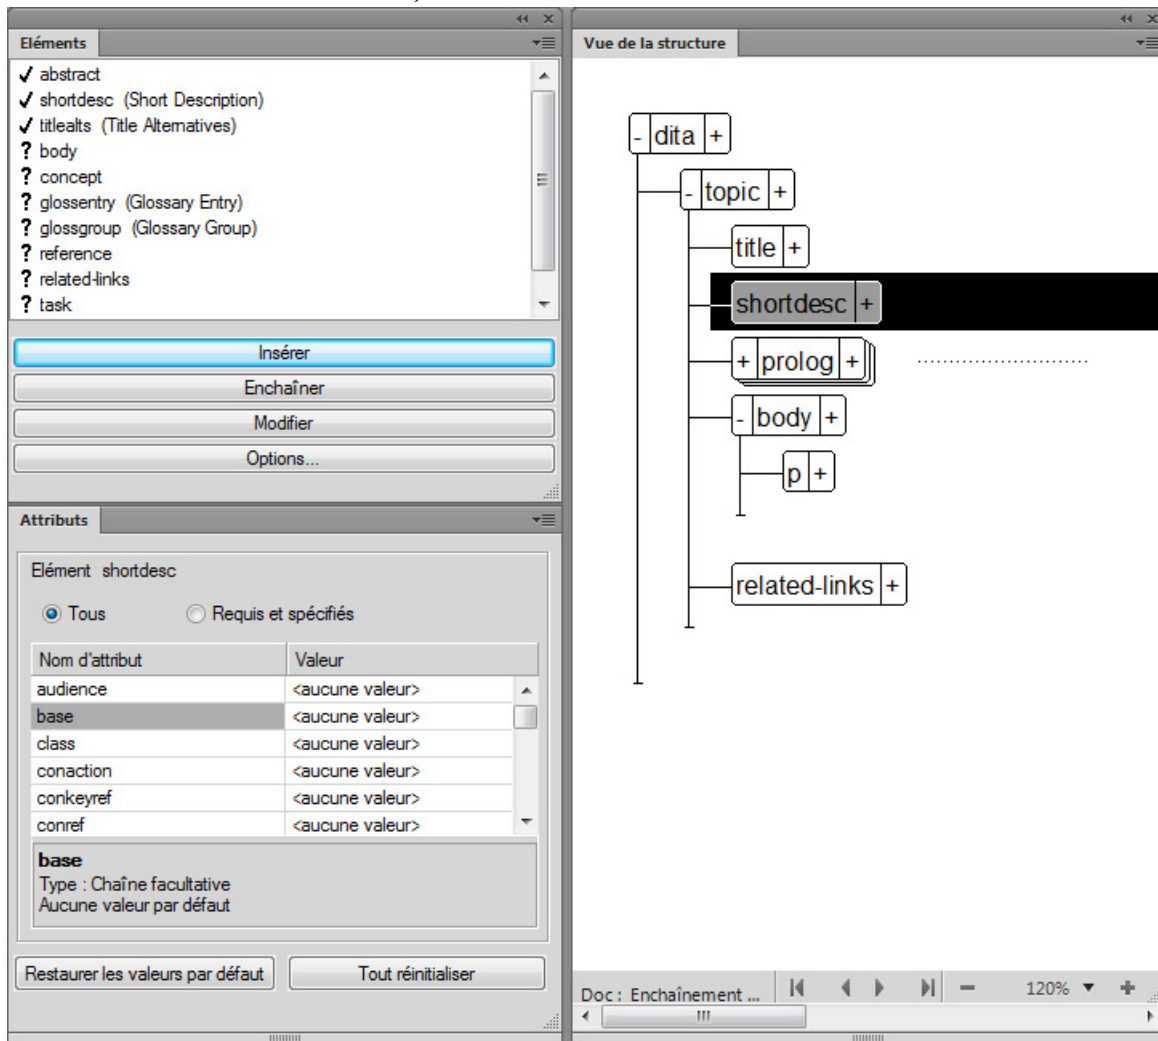 Eléments
abstract
shortdesc (Short Description)
titlealts (Title Alternatives)
? body
? concept
? glossentry (Glossary Entry)
? glossgroup (Glossary Group)
? reference
? related-links
? task
Insérer
Enchaîner
Modifier
Options...
Attributs
Elément shortdesc
Tous Requis et spécifiés
Nom d'attribut Valeur
audience <aucune valeur>
base <aucune valeur>
class <aucune valeur>
conaction <aucune valeur>
conkeyref <aucune valeur>
conref <aucune valeur>
base
Type : Chaîne facultative
Aucune valeur par défaut
Restaurer les valeurs par défaut Tout réinitialiser
Vue de la structure
- dita +
- topic +
title +
shortdesc +
+ prolog +
- body +
p +
related-links +
Doc : Enchaînement ... 120%